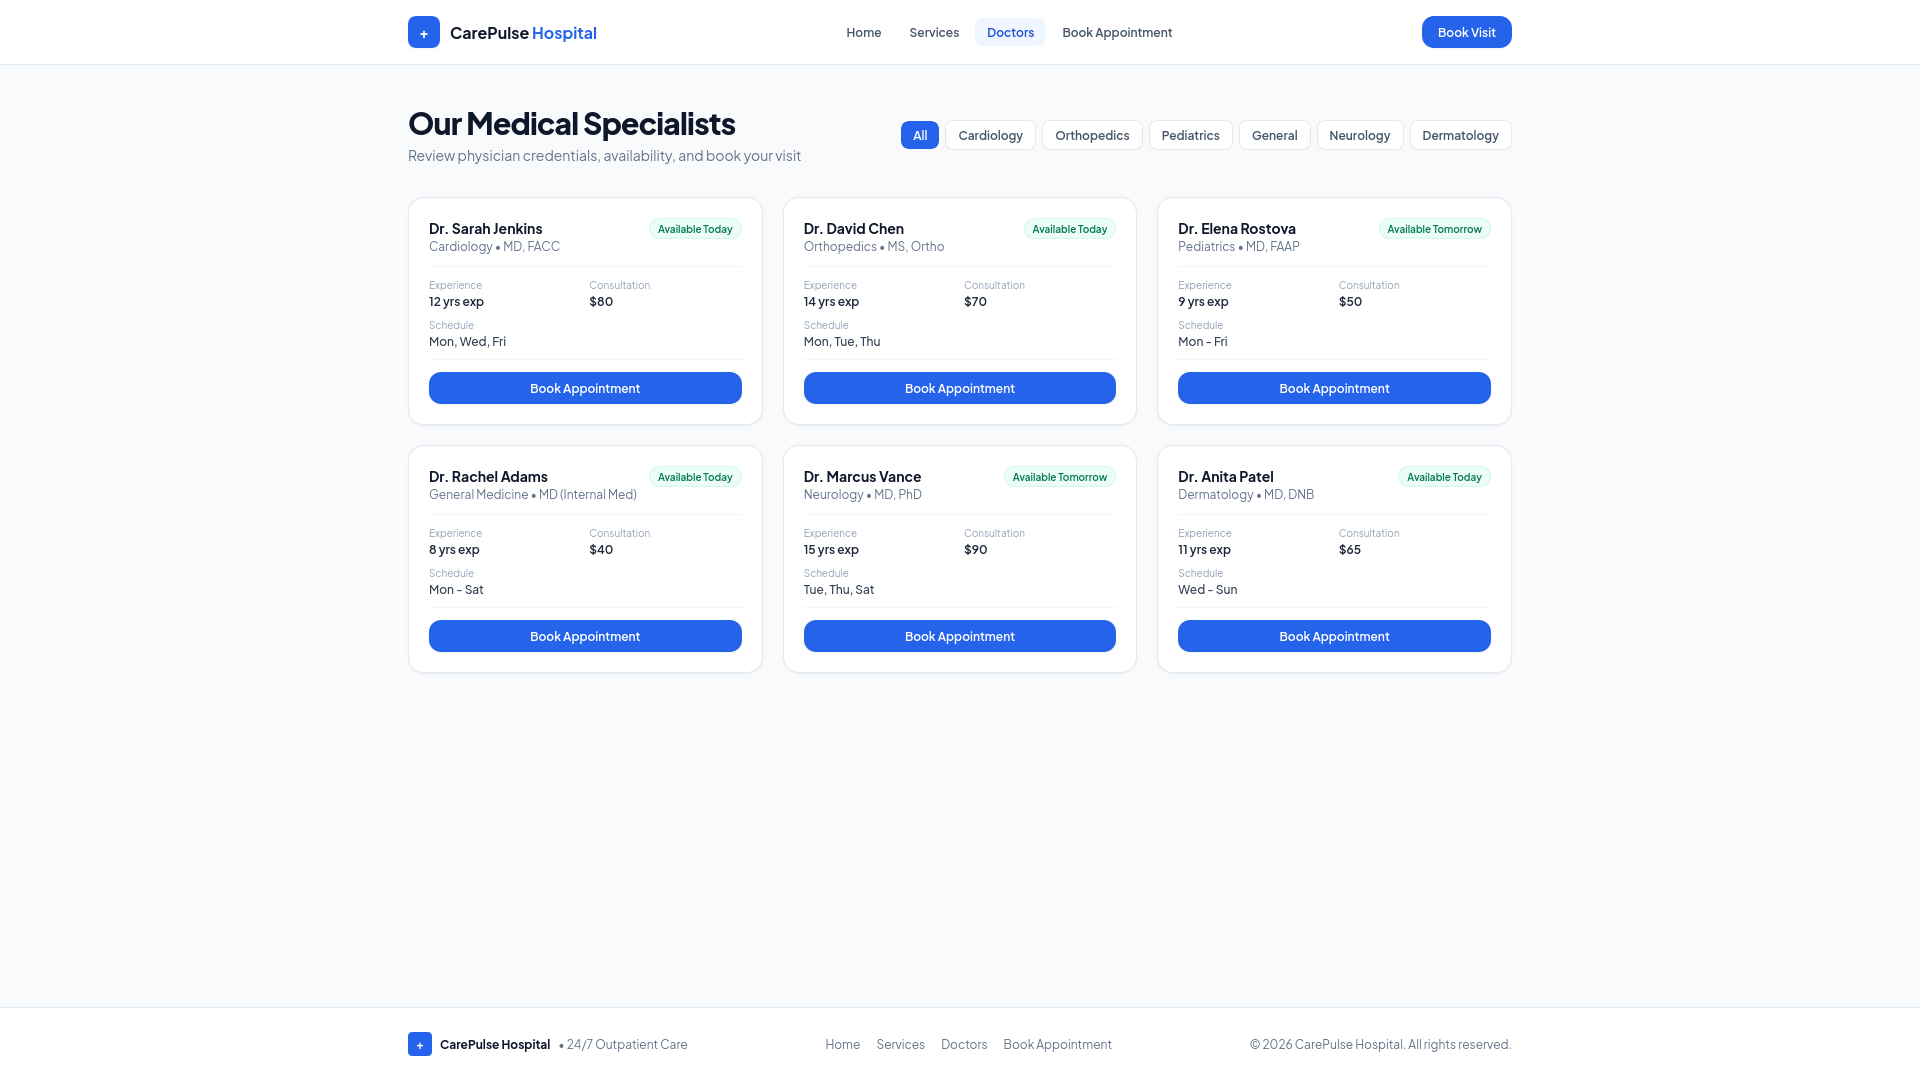 + CarePulse Hospital Home Services Doctors Book Appointment Book Visit
Our Medical Specialists
Review physician credentials, availability, and book your visit
All Cardiology Orthopedics Pediatrics General Neurology Dermatology
Dr. Sarah Jenkins Available Today
Cardiology • MD, FACC
Experience Consultation
12 yrs exp $80
Schedule
Mon, Wed, Fri
Book Appointment
Dr. David Chen Available Today
Orthopedics • MS, Ortho
Experience Consultation
14 yrs exp $70
Schedule
Mon, Tue, Thu
Book Appointment
Dr. Elena Rostova Available Tomorrow
Pediatrics • MD, FAAP
Experience Consultation
9 yrs exp $50
Schedule
Mon - Fri
Book Appointment
Dr. Rachel Adams Available Today
General Medicine • MD (Internal Med)
Experience Consultation
8 yrs exp $40
Schedule
Mon - Sat
Book Appointment
Dr. Marcus Vance Available Tomorrow
Neurology • MD, PhD
Experience Consultation
15 yrs exp $90
Schedule
Tue, Thu, Sat
Book Appointment
Dr. Anita Patel Available Today
Dermatology • MD, DNB
Experience Consultation
11 yrs exp $65
Schedule
Wed - Sun
Book Appointment
+ CarePulse Hospital • 24/7 Outpatient Care Home Services Doctors Book Appointment © 2026 CarePulse Hospital. All rights reserved.